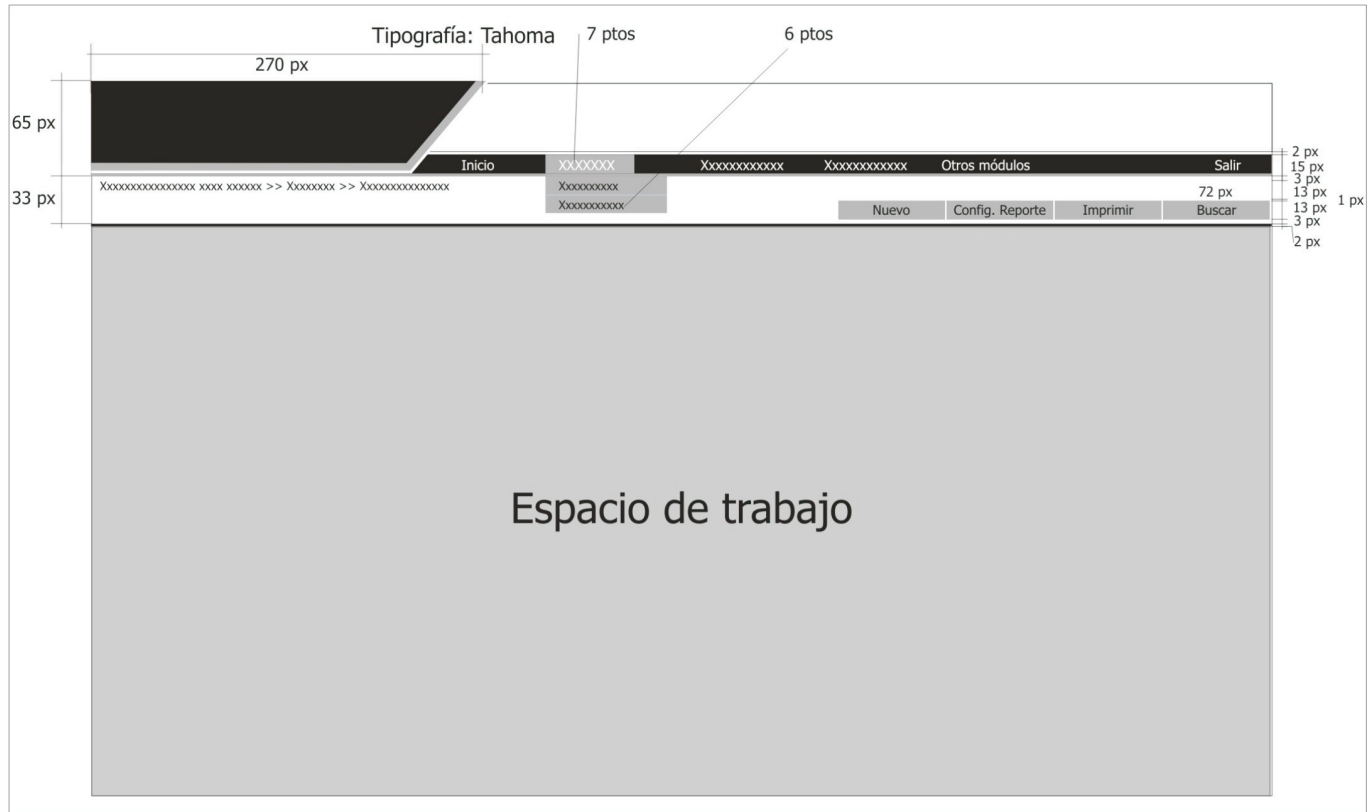 Tipografía: Tahoma
7 ptos
6 ptos
270 px
65 px
2 px
Inicio
XXXXXXX
Xxxxxxxxxxxx
Xxxxxxxxxxxx
Otros módulos
Salir
15 px
3 px
Xxxxxxxxxxxxxxxx xxxx xxxxxx >> Xxxxxxxx >> Xxxxxxxxxxxxxxx
Xxxxxxxxxx
72 px
13 px
33 px
1 px
Xxxxxxxxxxx
Nuevo
Config. Reporte
Imprimir
Buscar
13 px
3 px
2 px
Espacio de trabajo